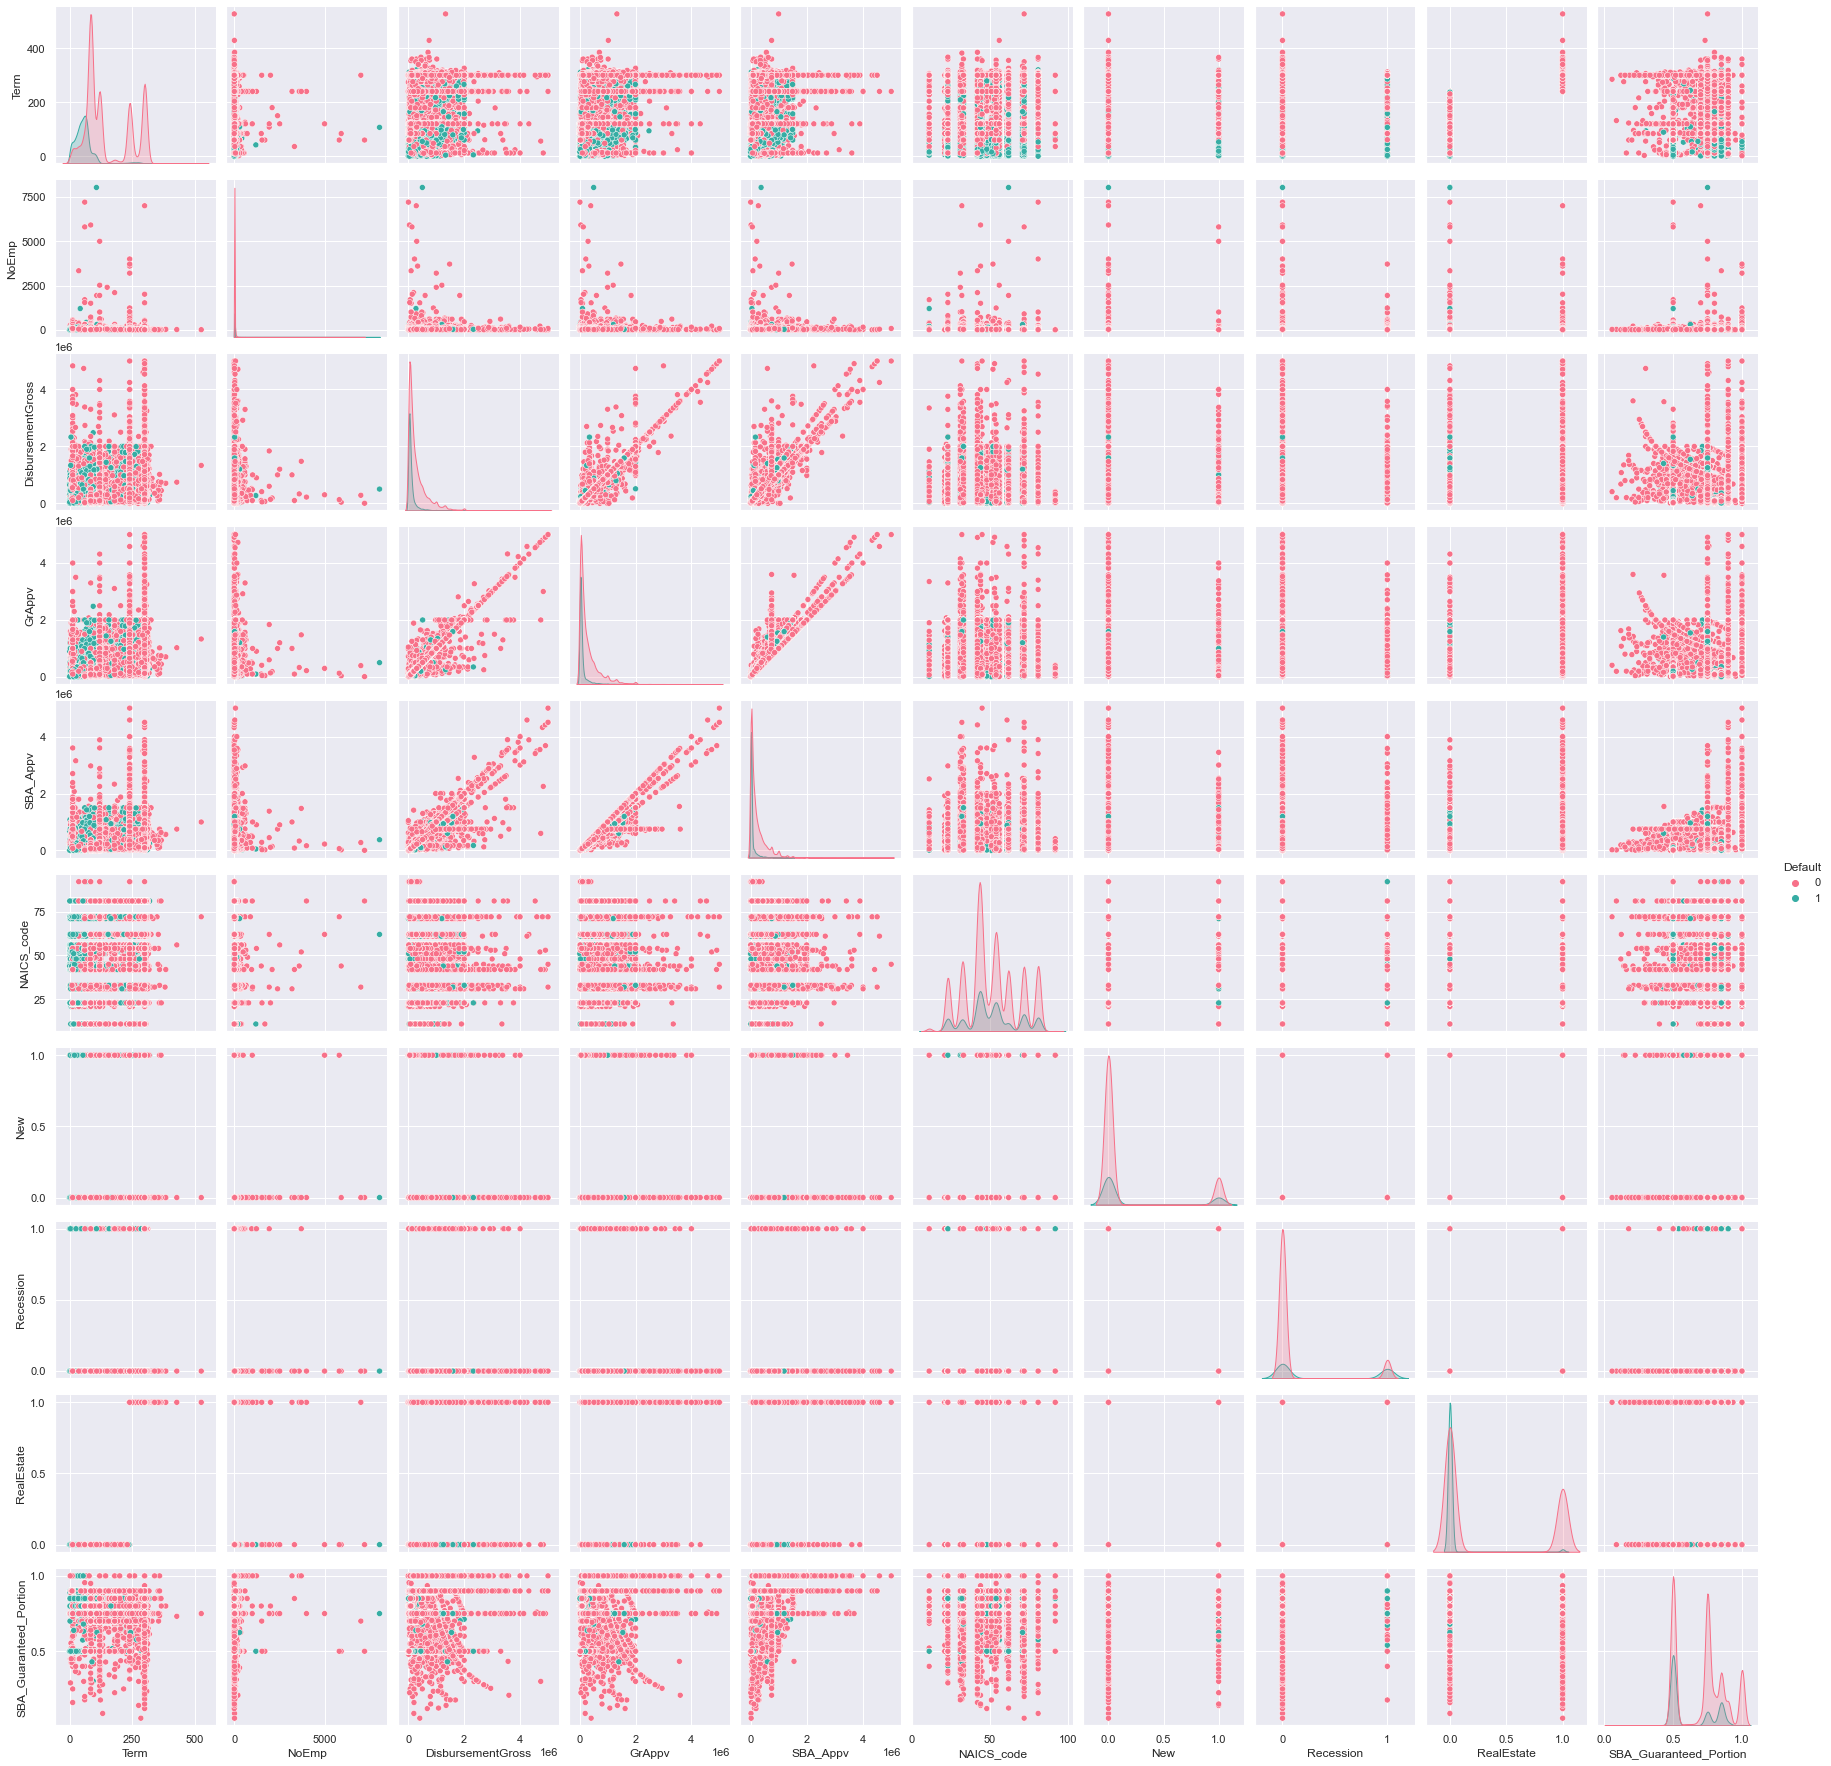 400
200
0
Term
7500
5000
2500
0
NoEmp
1e6
4
2
0
DisbursementGross
1e6
4
2
0
GrAppv
1e6
4
2
0
SBA_Appv
75
50
25
NAICS_code
1.0
0.5
0.0
New
1.0
0.5
0.0
Recession
1.0
0.5
0.0
RealEstate
1.0
0.5
SBA_Guaranteed_Portion
0 250 500
Term
0 5000
NoEmp
0 2 4
DisbursementGross 1e6
0 2 4
GrAppv 1e6
0 2 4
SBA_Appv 1e6
0 50 100
NAICS_code
0.0 0.5 1.0
New
0 1
Recession
0.0 0.5 1.0
RealEstate
0.0 0.5 1.0
SBA_Guaranteed_Portion
Default
0
1